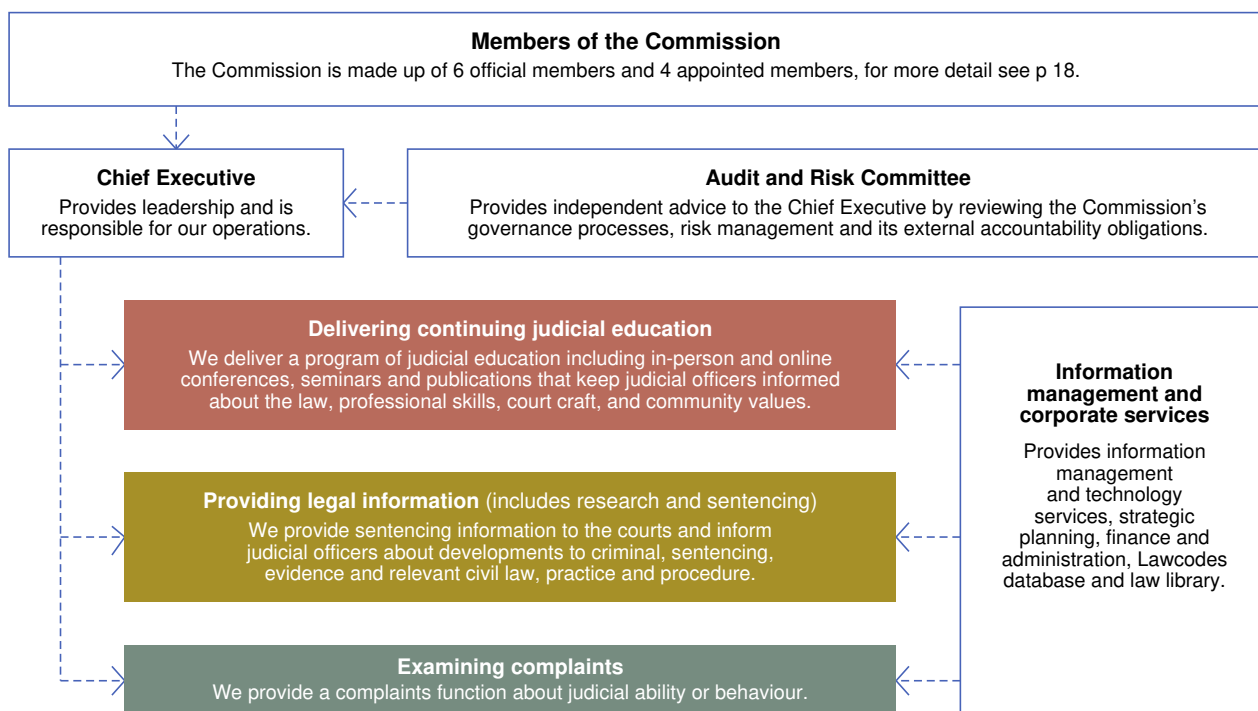 Members of the Commission
The Commission is made up of 6 official members and 4 appointed members, for more detail see p 18.
Chief Executive
Provides leadership and is
responsible for our operations.
Audit and Risk Committee
Provides independent advice to the Chief Executive by reviewing the Commission’s
governance processes, risk management and its external accountability obligations.
Delivering continuing judicial education
We deliver a program of judicial education including in-person and online
conferences, seminars and publications that keep judicial officers informed
about the law, professional skills, court craft, and community values.
Providing legal information (includes research and sentencing)
We provide sentencing information to the courts and inform
judicial officers about developments to criminal, sentencing,
evidence and relevant civil law, practice and procedure.
Examining complaints
We provide a complaints function about judicial ability or behaviour.
Information
management and
corporate services
Provides information
management
and technology
services, strategic
planning, finance and
administration, Lawcodes
database and law library.